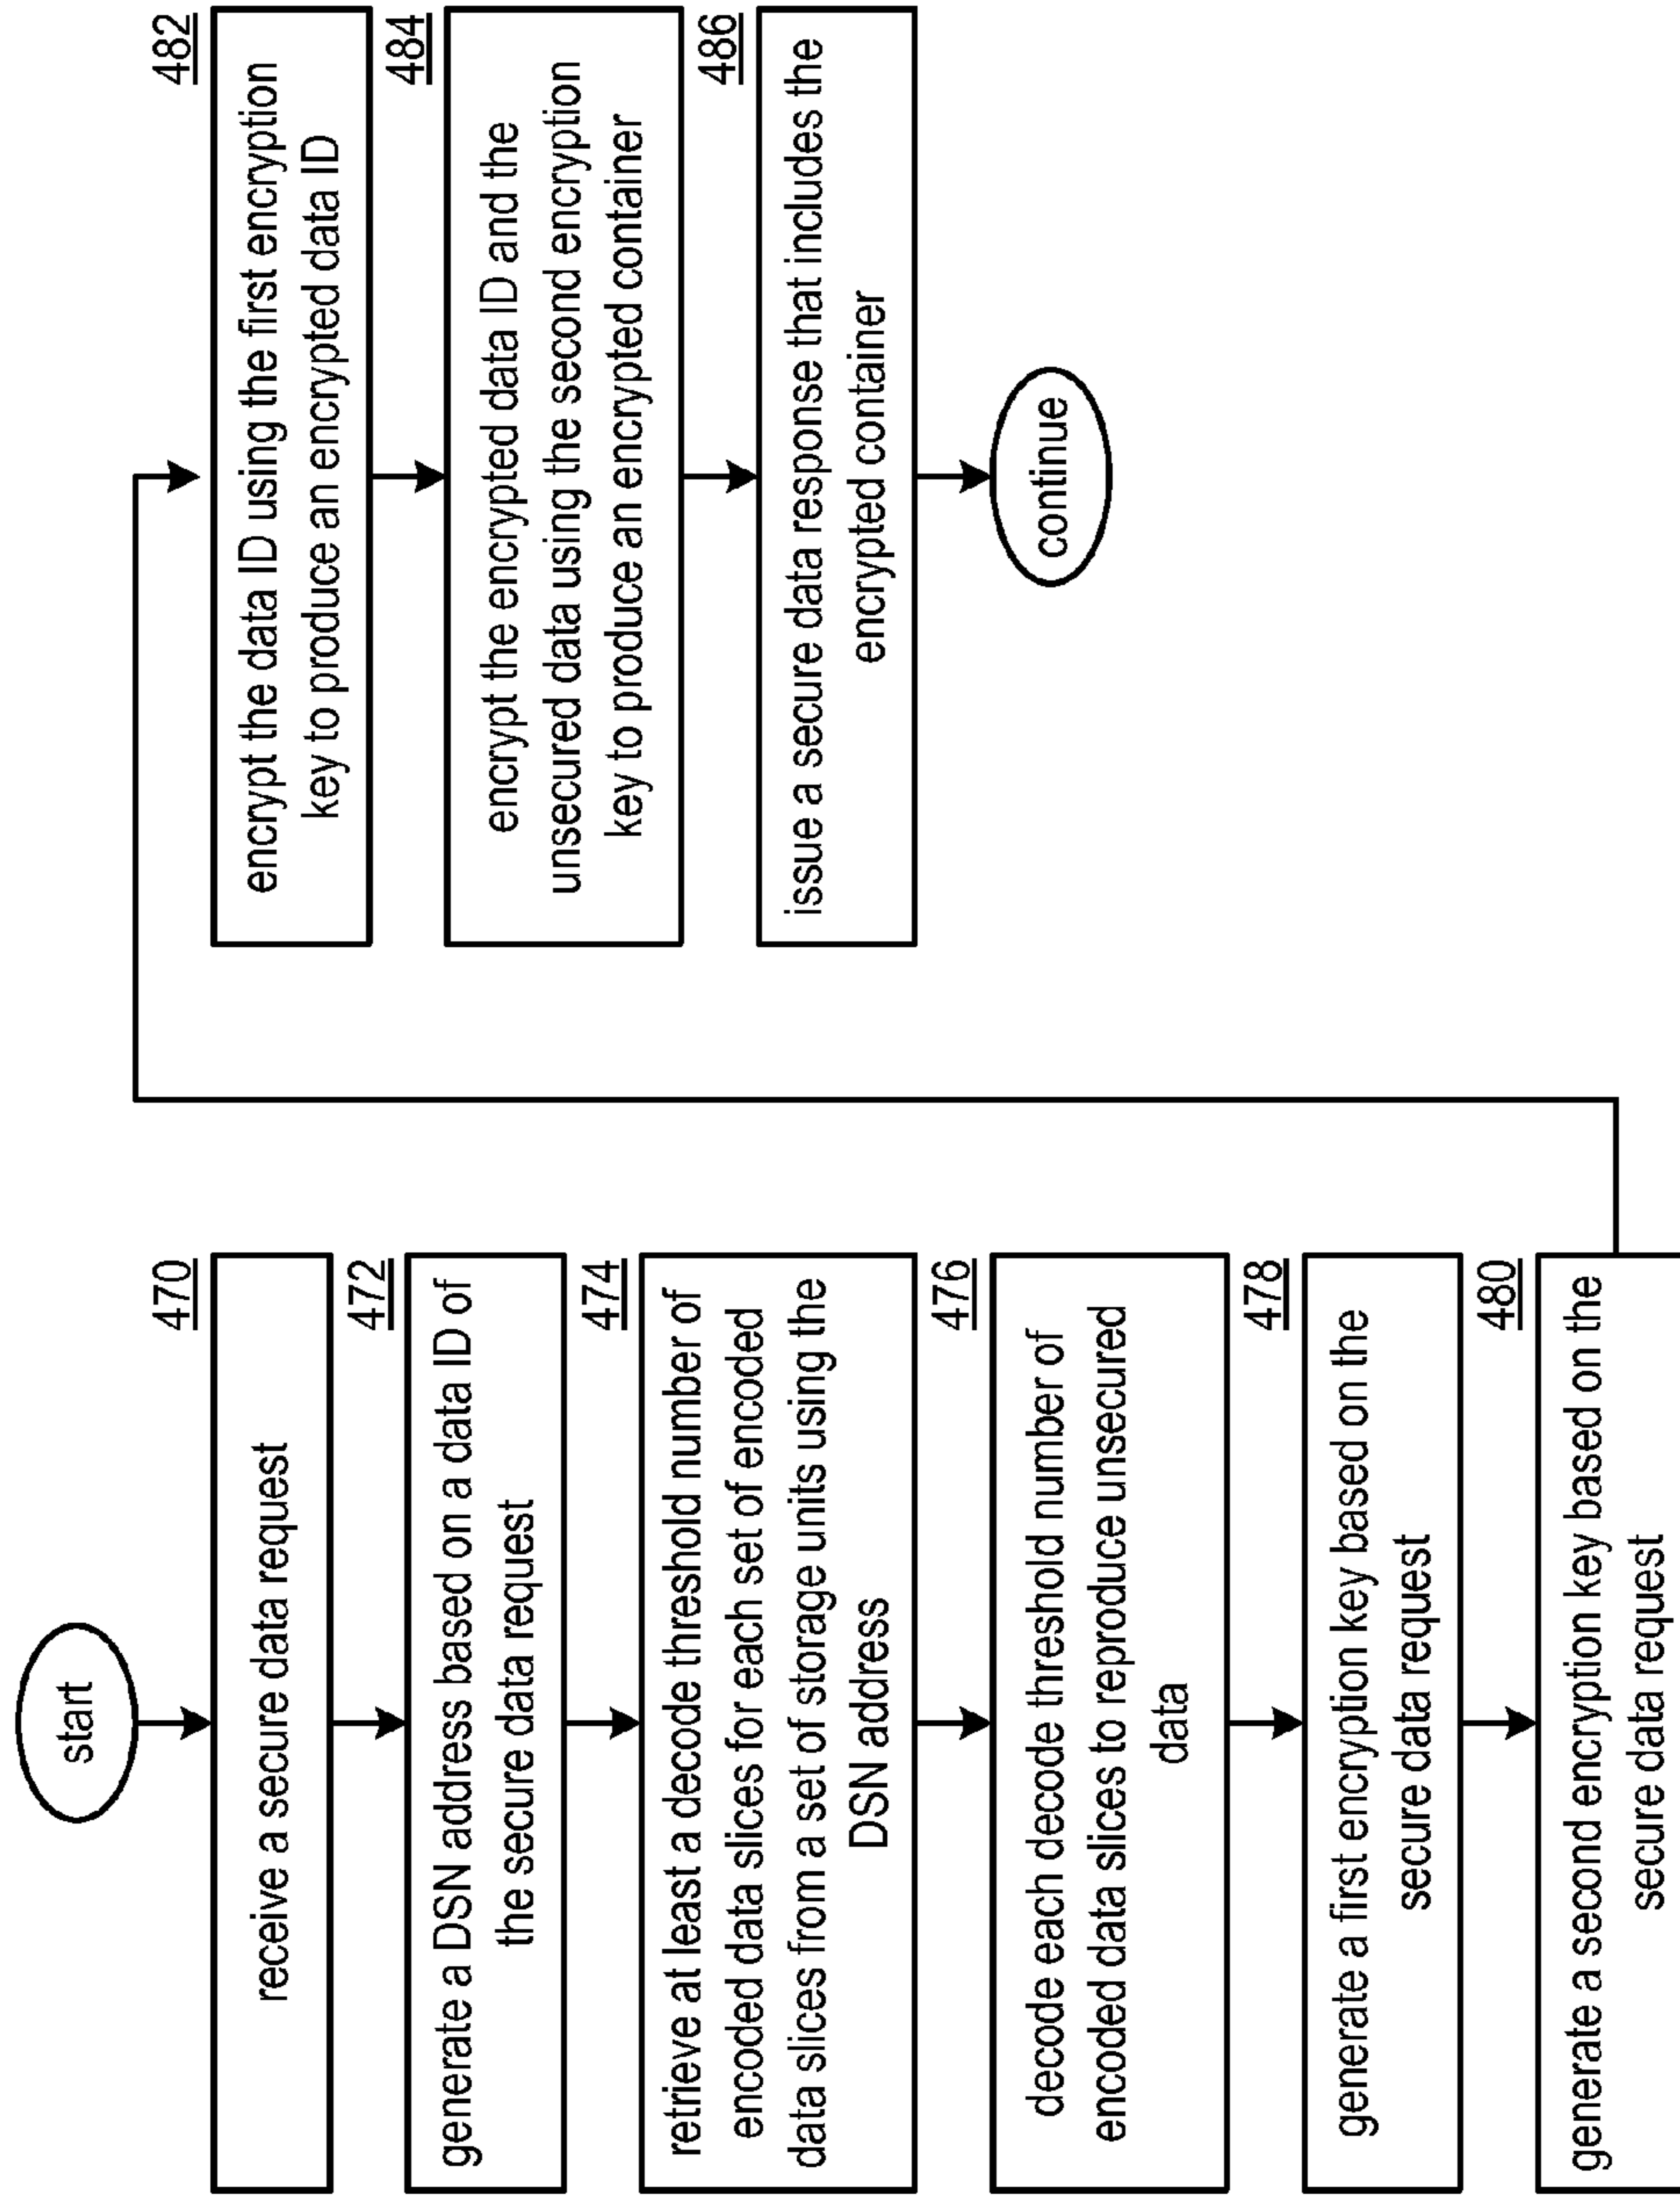 start
470
receive a secure data request
472
generate a DSN address based on a data ID of
the secure data request
474
retrieve at least a decode threshold number of
encoded data slices for each set of encoded
data slices from a set of storage units using the
DSN address
476
decode each decode threshold number of
encoded data slices to reproduce unsecured
data
478
generate a first encryption key based on the
secure data request
480
generate a second encryption key based on the
secure data request
482
encrypt the data ID using the first encryption
key to produce an encrypted data ID
484
encrypt the encrypted data ID and the
unsecured data using the second encryption
key to produce an encrypted container
486
issue a secure data response that includes the
encrypted container
continue